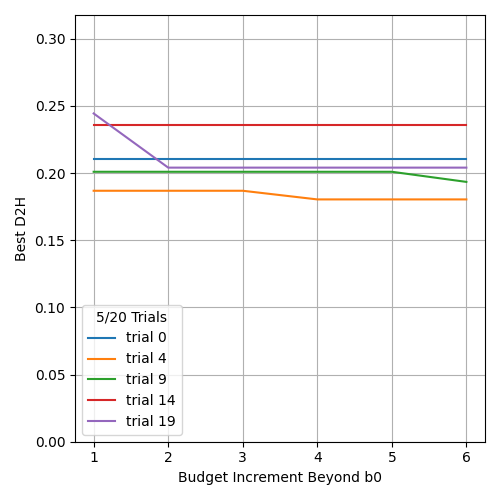 0.30
0.25
0.20
0.15
0.10
0.05
0.00
Best D2H
5/20 Trials
trial 0
trial 4
trial 9
trial 14
trial 19
1 2 3 4 5 6
Budget Increment Beyond b0